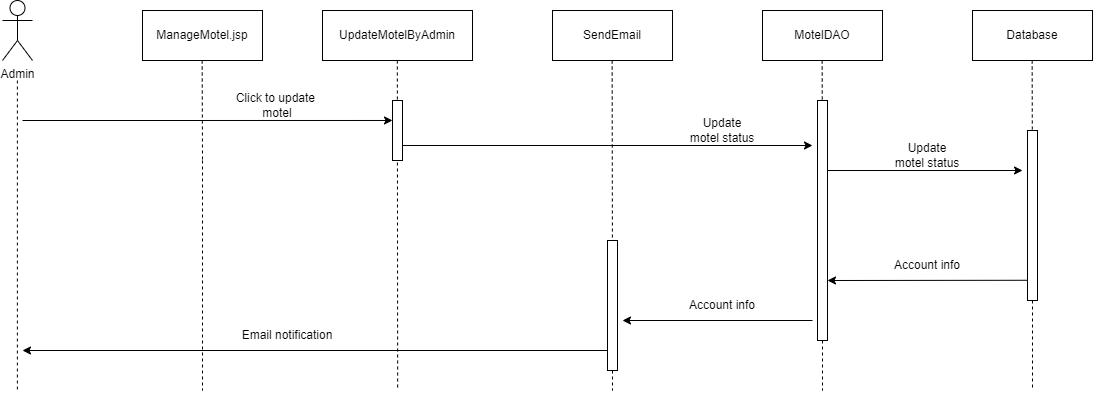 ManageMotel.jsp
UpdateMotelByAdmin
SendEmail
MotelDAO
Database
Admin
Click to update
motel
Update
motel status
Update
motel status
Account info
Account info
Email notification